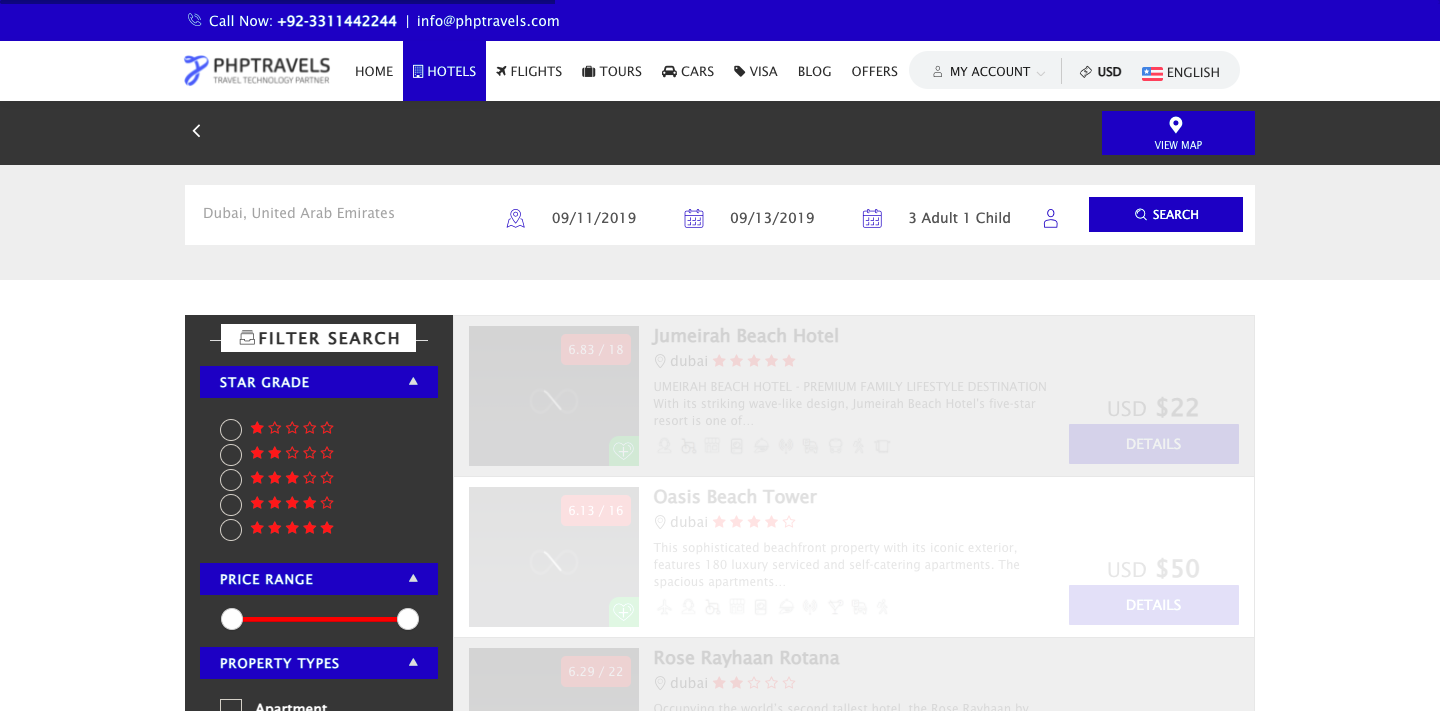 Call Now: +92-3311442244 | info@phptravels.com
PHPTRAVELS
TRAVEL TECHNOLOGY PARTNER
HOME HOTELS FLIGHTS TOURS CARS VISA BLOG OFFERS MY ACCOUNT USD ENGLISH
VIEW MAP
Dubai, United Arab Emirates 09/11/2019 09/13/2019 3 Adult 1 Child SEARCH
FILTER SEARCH
STAR GRADE
PRICE RANGE
PROPERTY TYPES
Apartment
6.83 / 18
Jumeirah Beach Hotel
dubai
UMEIRAH BEACH HOTEL - PREMIUM FAMILY LIFESTYLE DESTINATION
With its striking wave-like design, Jumeirah Beach Hotel's five-star
resort is one of...
USD $22
DETAILS
6.13 / 16
Oasis Beach Tower
dubai
This sophisticated beachfront property with its iconic exterior,
features 180 luxury serviced and self-catering apartments. The
spacious apartments...
USD $50
DETAILS
6.29 / 22
Rose Rayhaan Rotana
dubai
Occupying the world's second tallest hotel, the Rose Rayhaan by